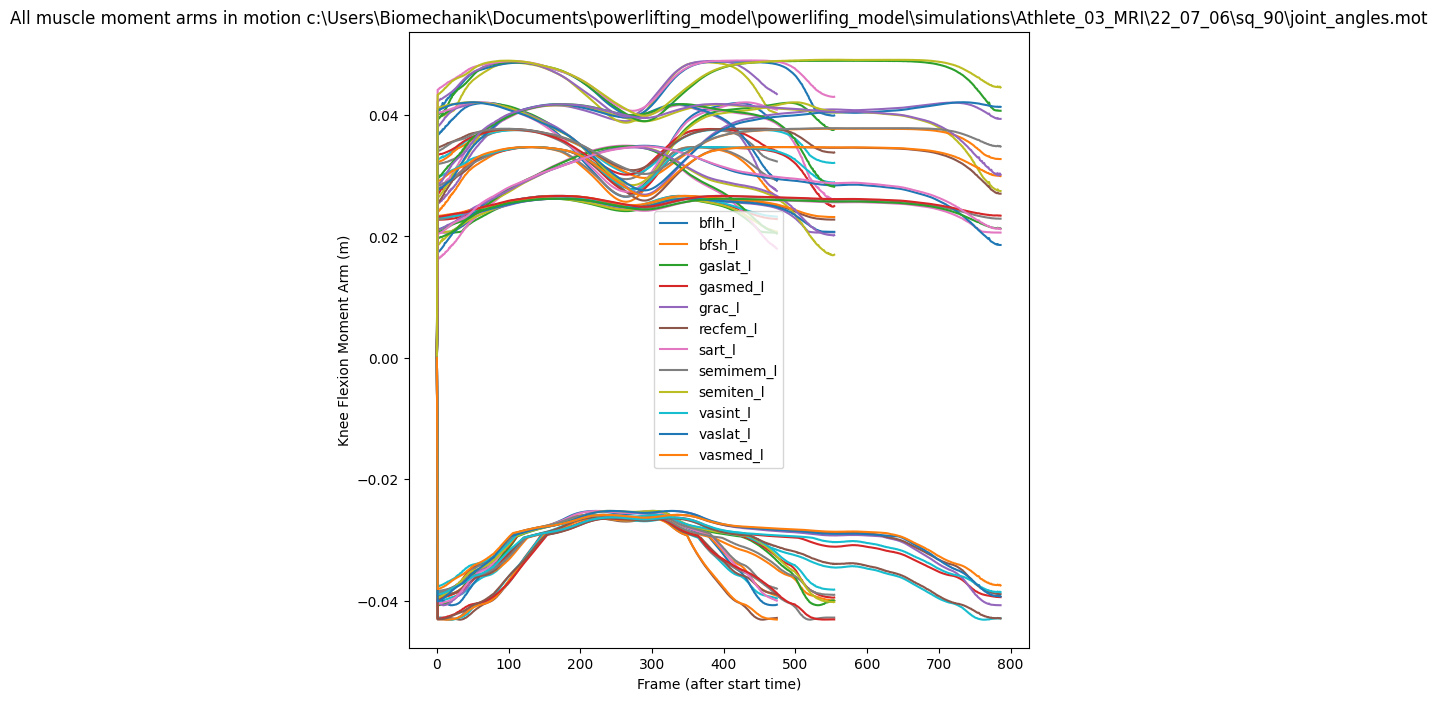 All muscle moment arms in motion c:\Users\Biomechanik\Documents\powerlifting_model\powerlifing_model\simulations\Athlete_03_MRI\22_07_06\sq_90\joint_angles.mot
Knee Flexion Moment Arm (m)
0.04
0.02
0.00
−0.02
−0.04
bflh_l
bfsh_l
gaslat_l
gasmed_l
grac_l
recfem_l
sart_l
semimem_l
semiten_l
vasint_l
vaslat_l
vasmed_l
0 100 200 300 400 500 600 700 800
Frame (after start time)